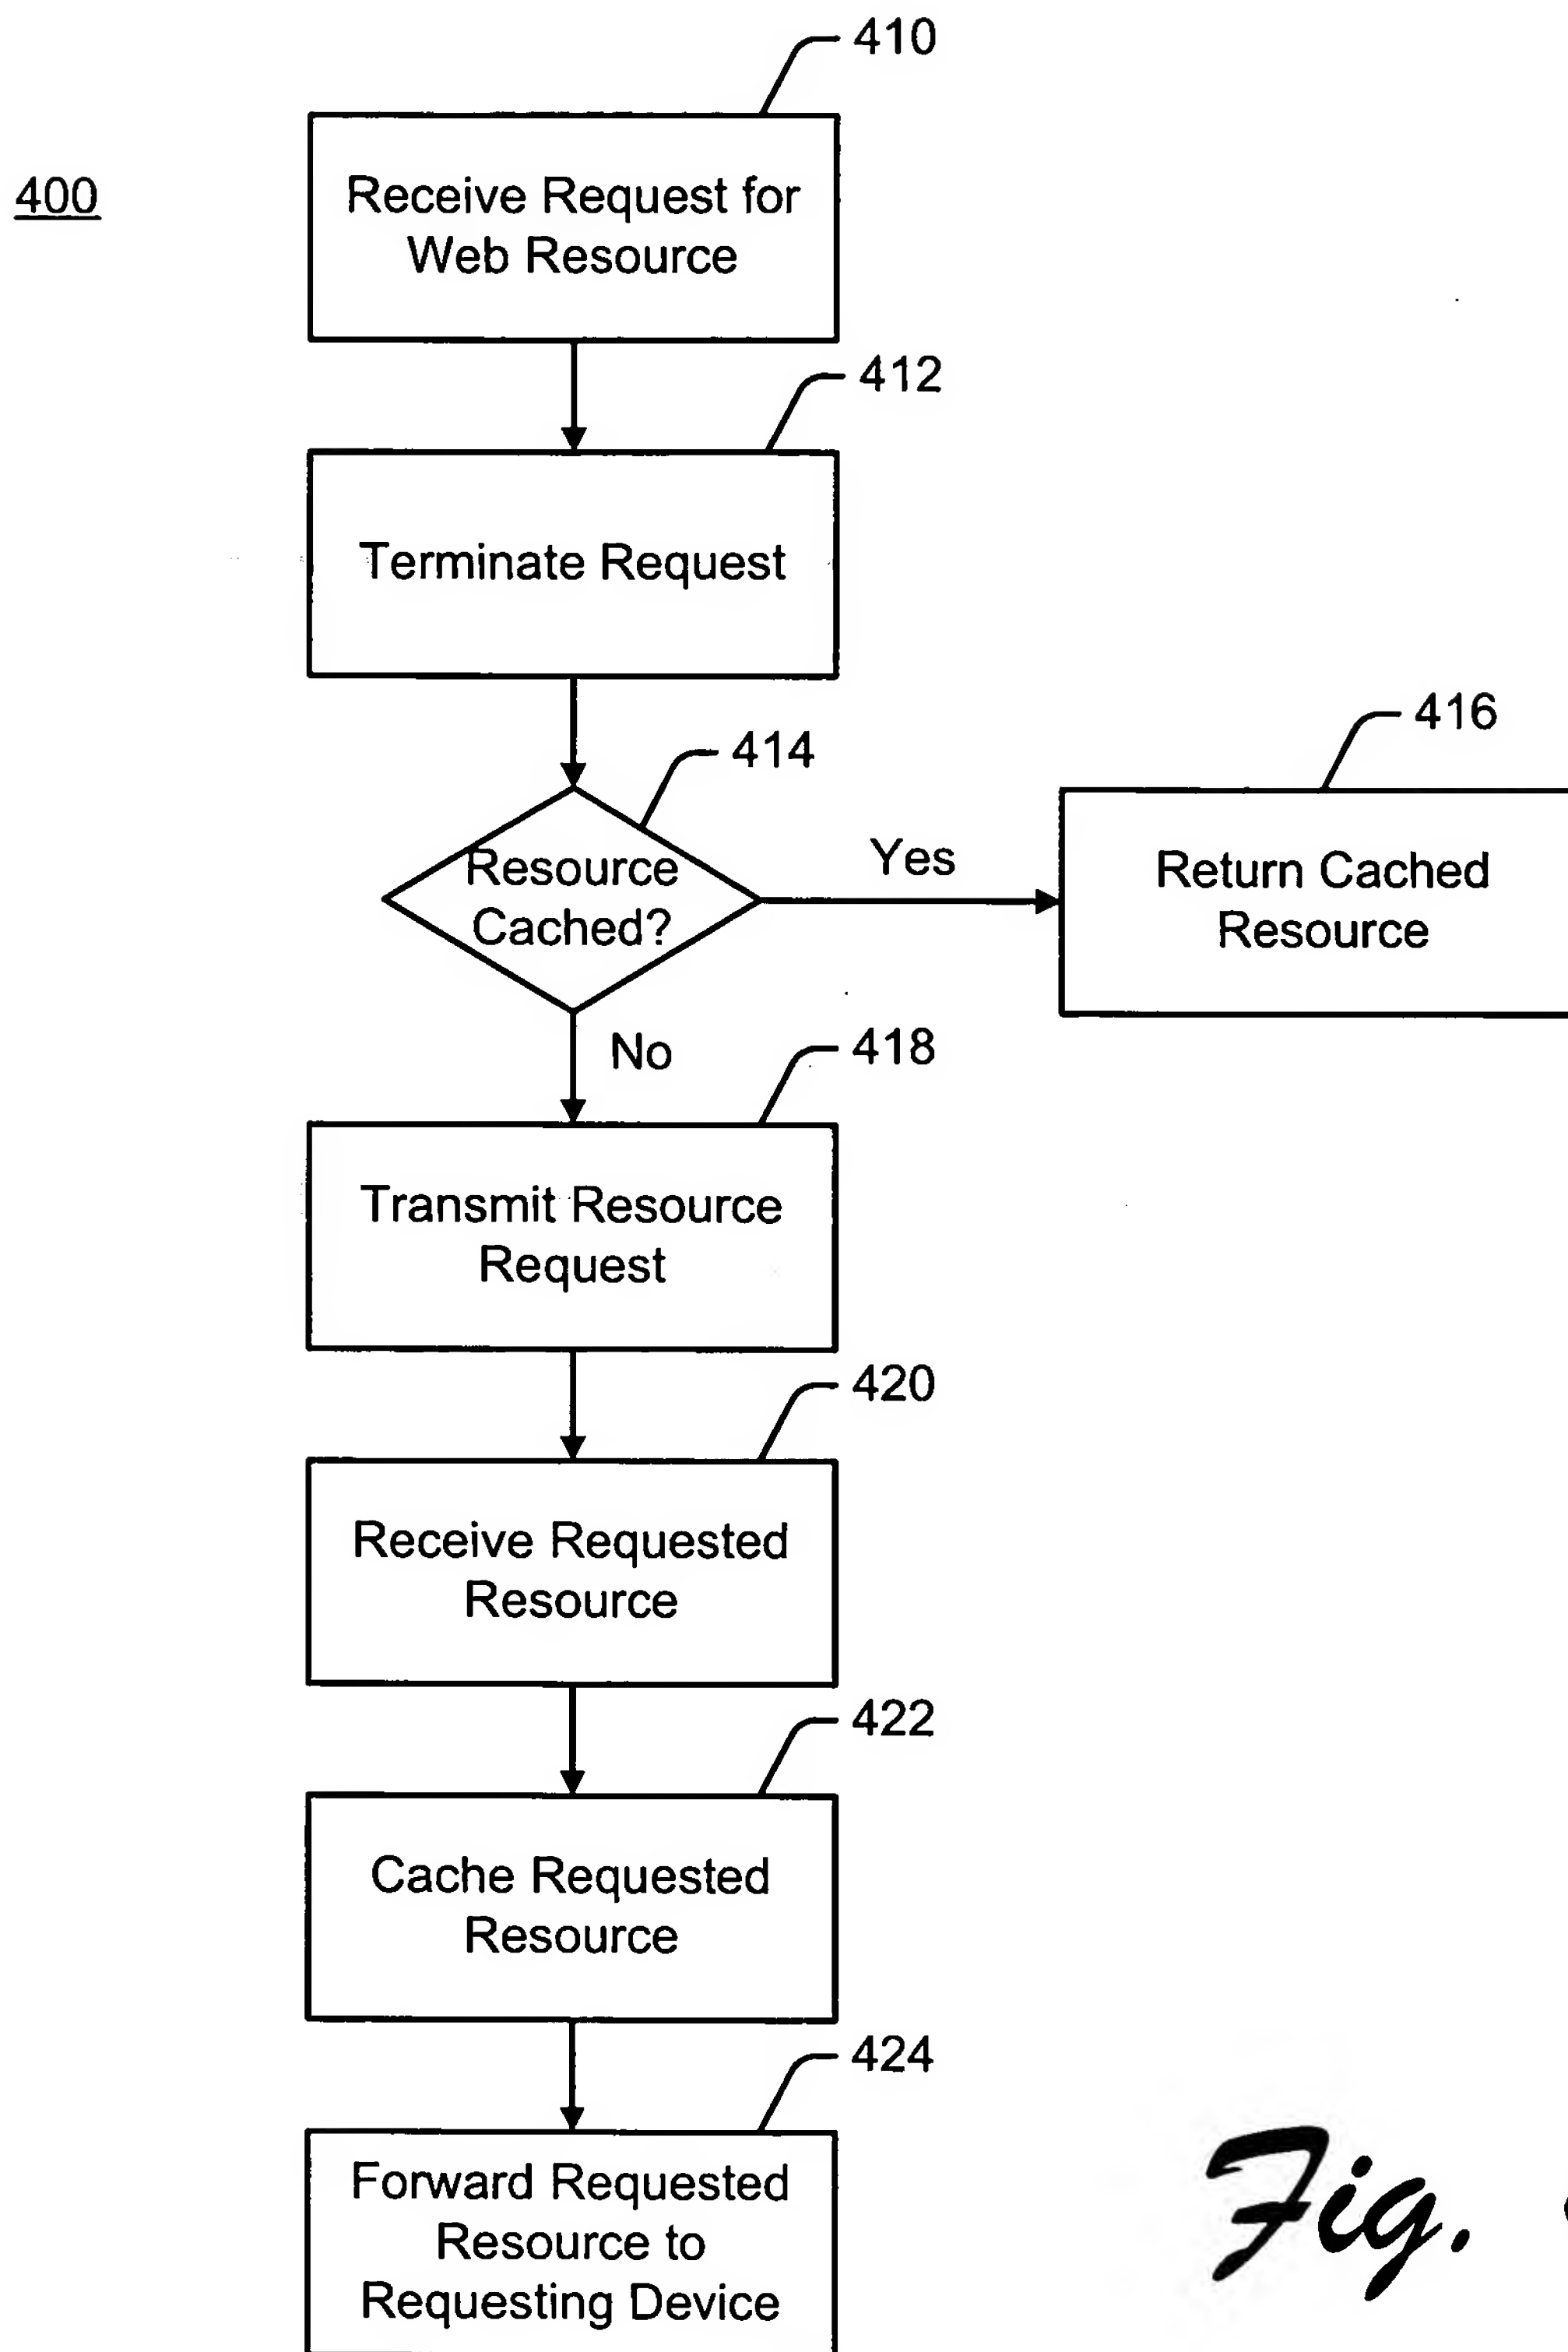 410
400
Receive Request for
Web Resource
412
Terminate Request
414
416
Resource
Cached?
Yes
Return Cached
Resource
No
418
Transmit Resource
Request
420
Receive Requested
Resource
422
Cache Requested
Resource
424
Forward Requested
Resource to
Requesting Device
Fig.